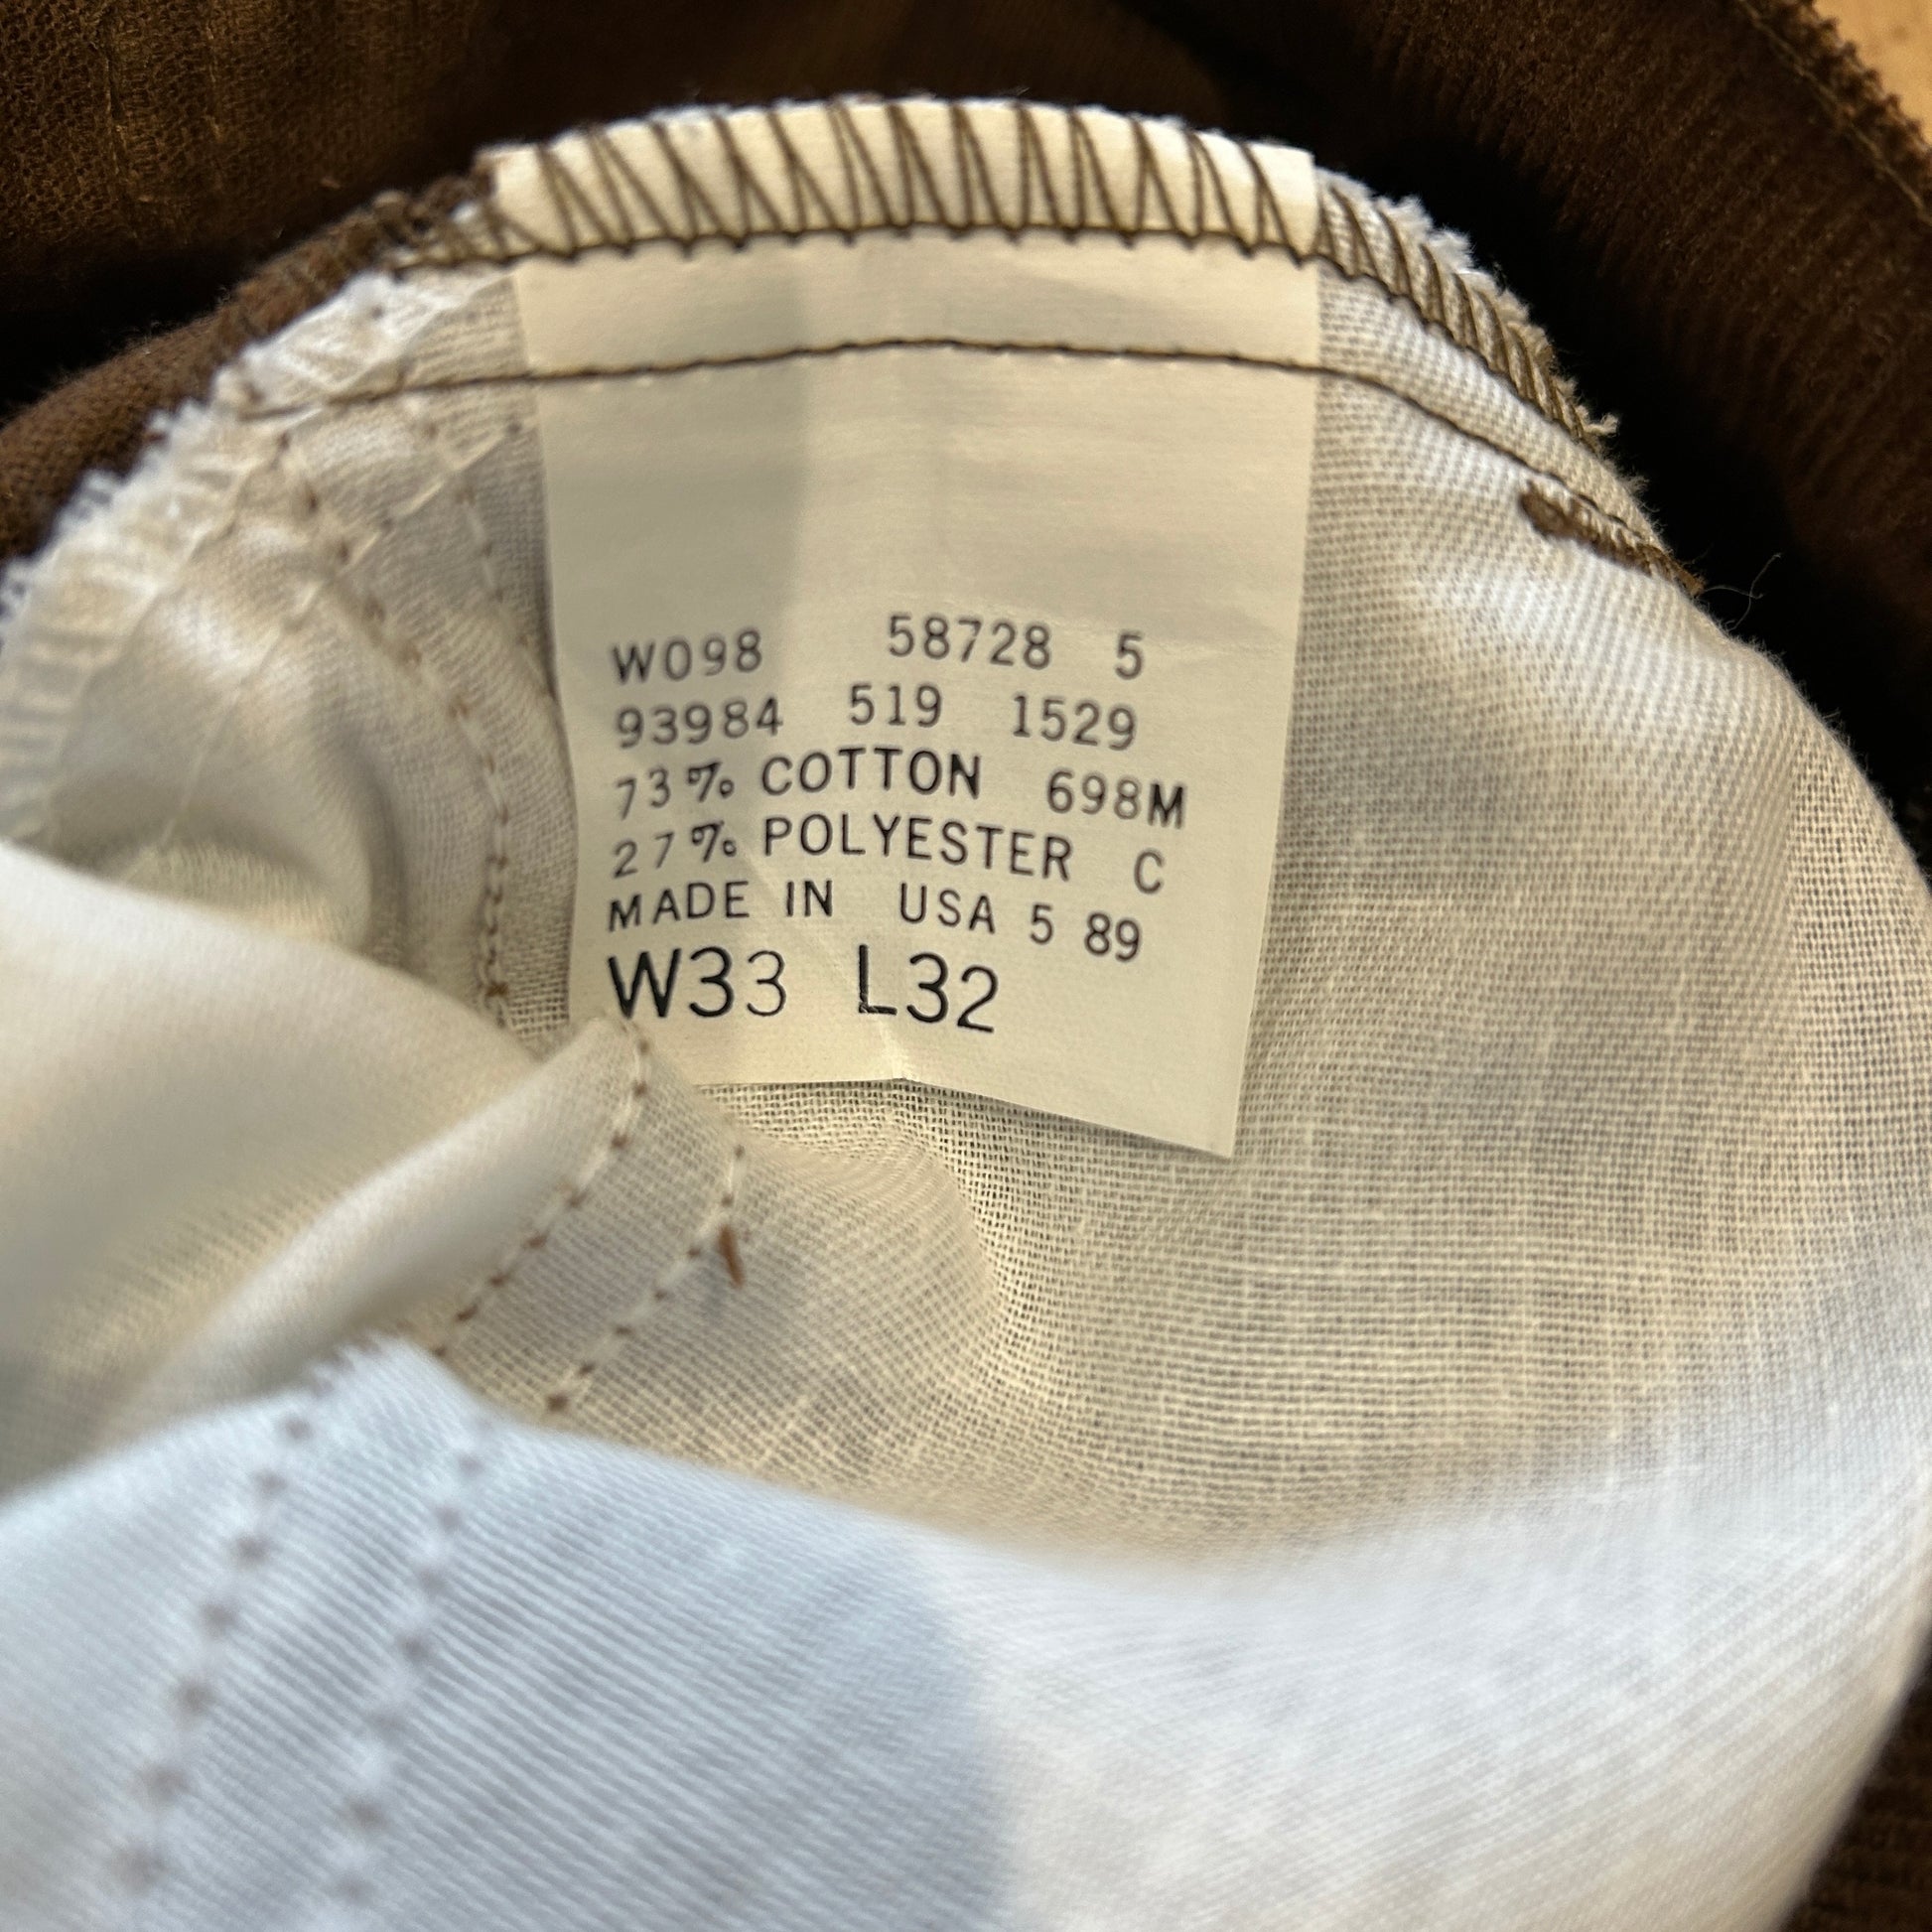 W098 58728 5
93984 519 1529
73% COTTON 698M
27% POLYESTER C
MADE IN USA 5 89
W33 L32